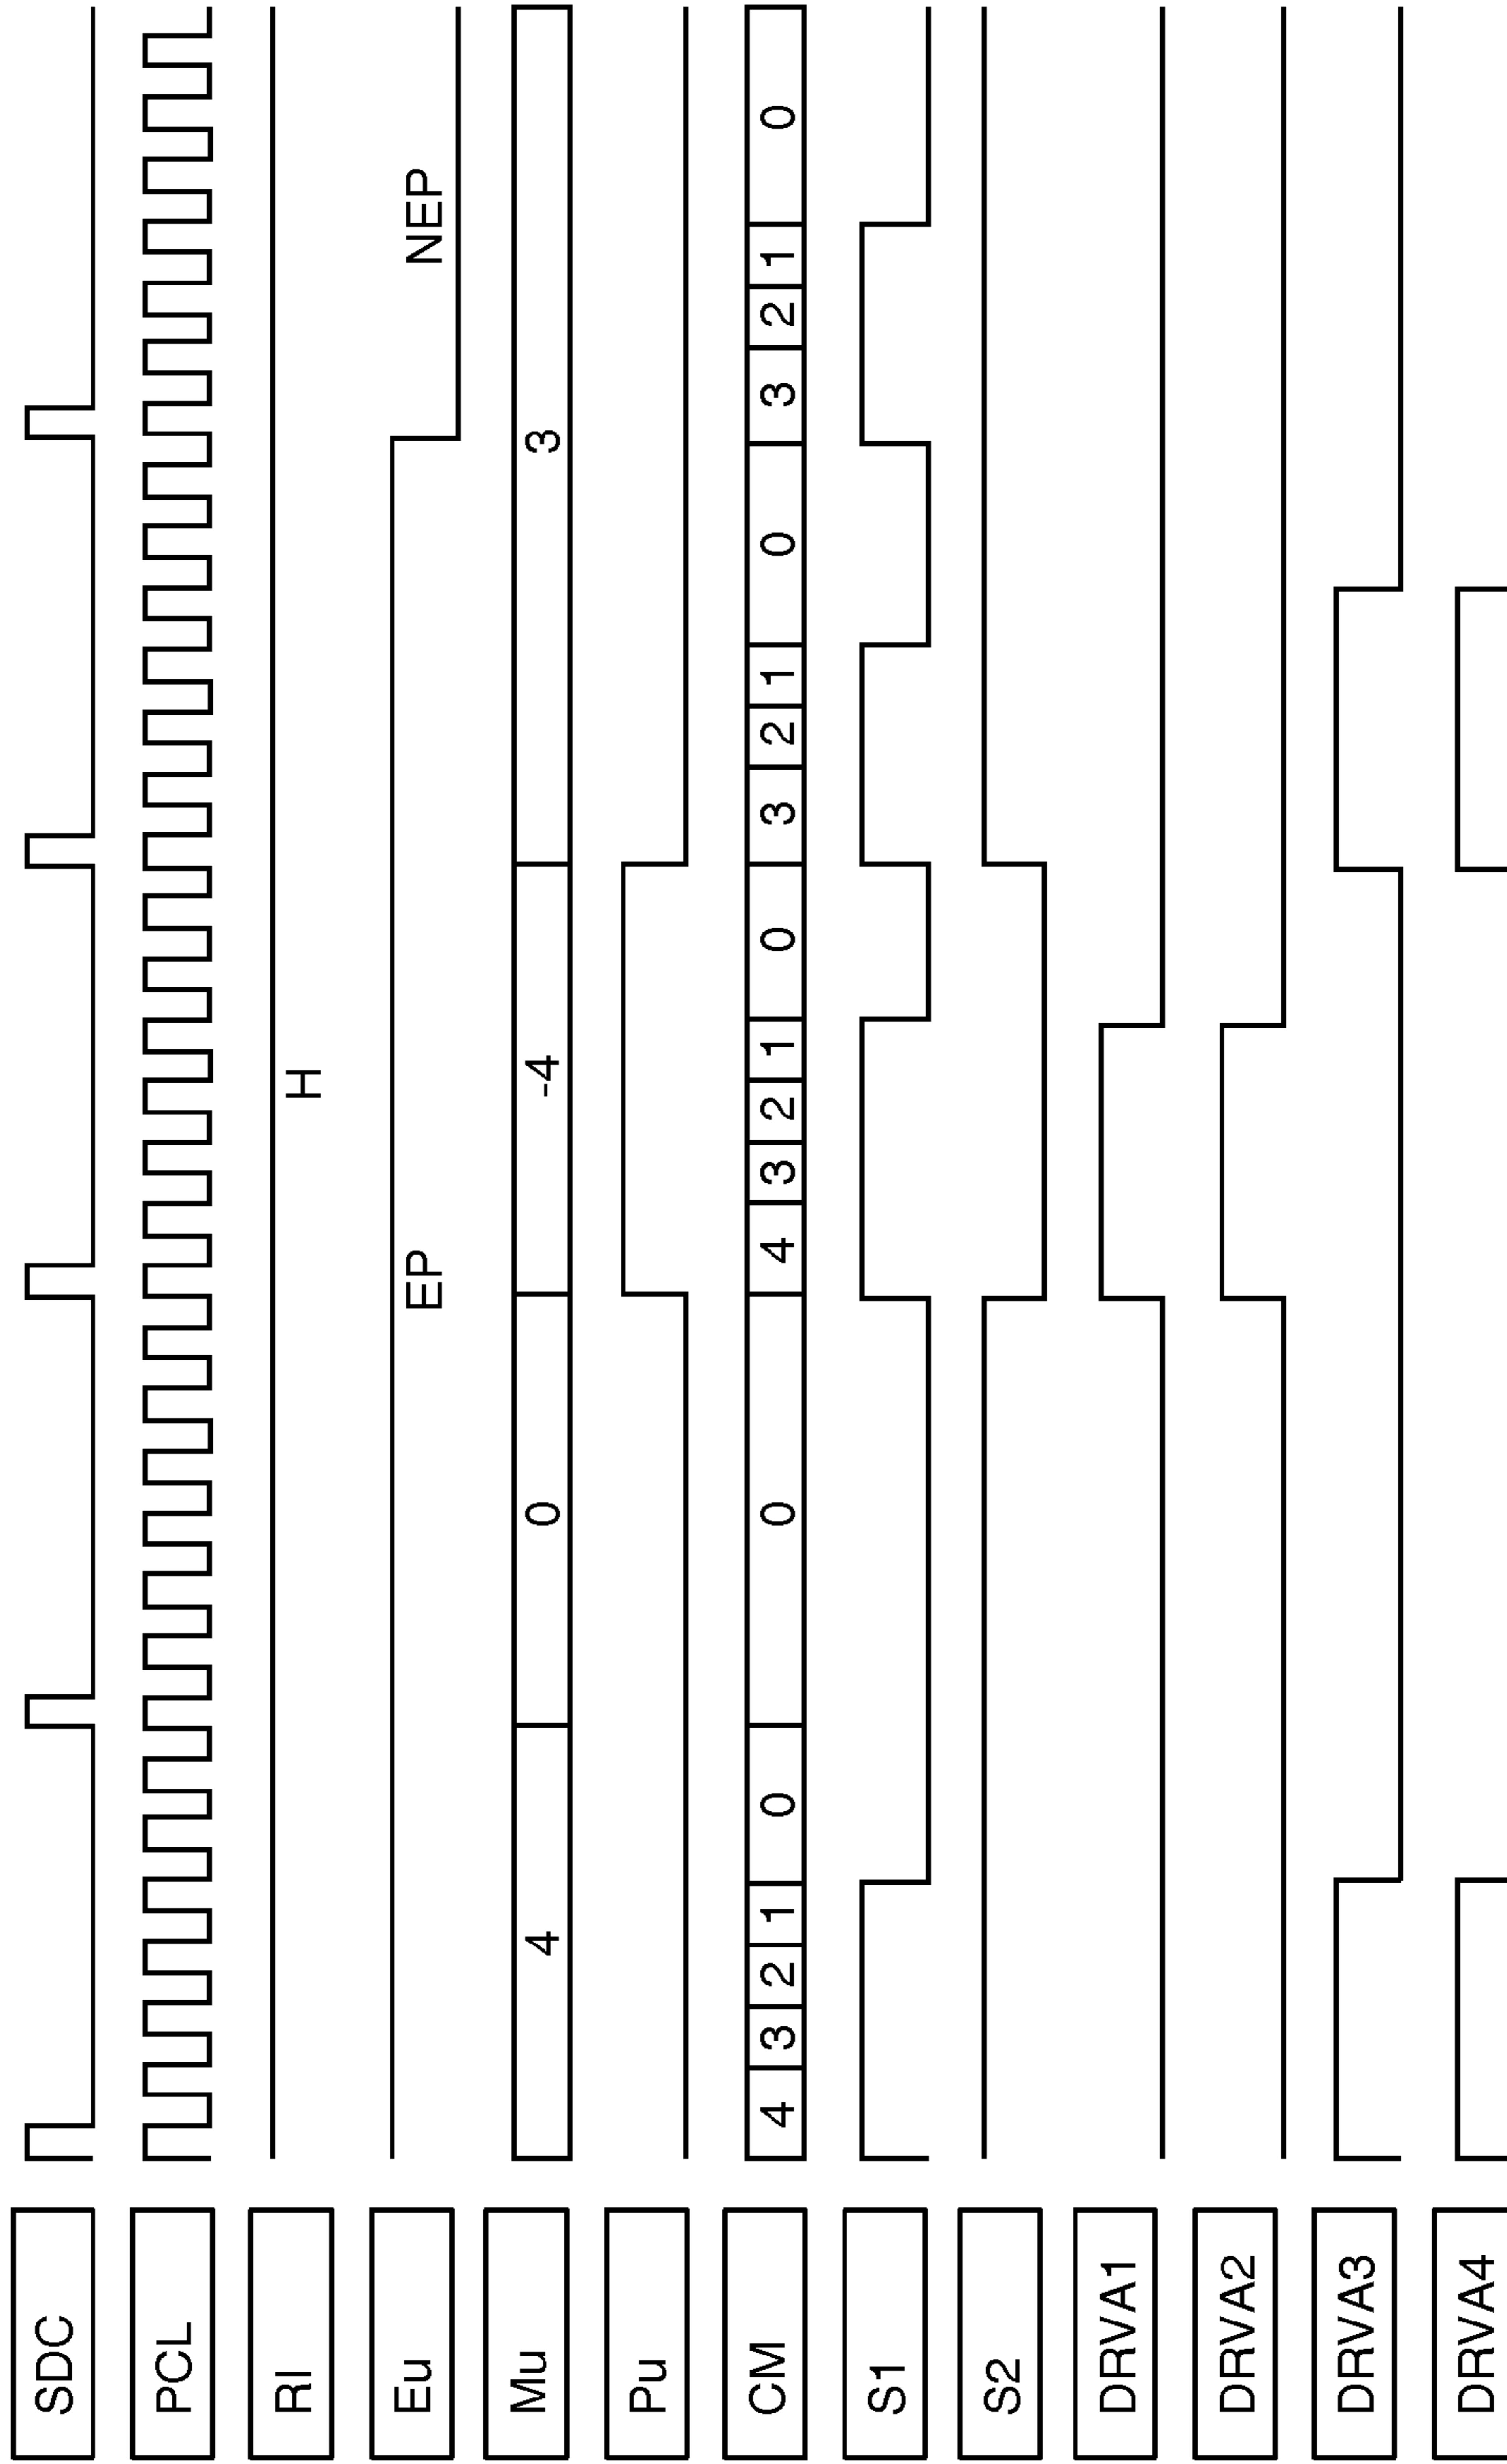 SDC
PCL
RI H
Eu EP NEP
Mu 4 0 -4 3
Pu
CM 4 3 2 1 0 0 4 3 2 1 0 3 2 1 0 3 2 1 0
S1
S2
DRVA1
DRVA2
DRVA3
DRVA4